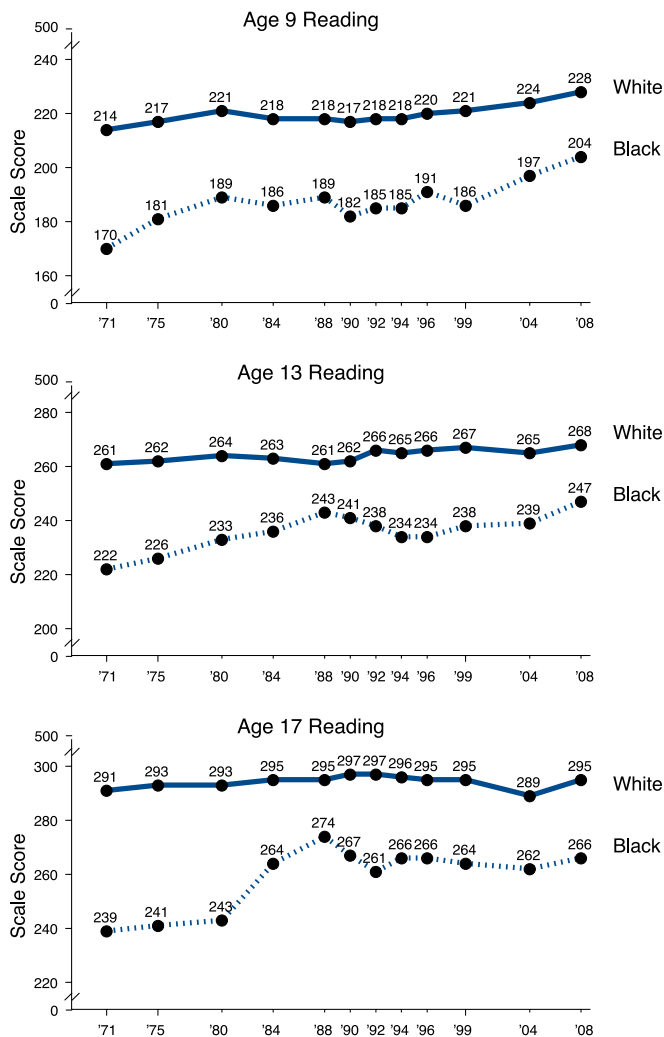 Age 9 Reading
500
240
220
200
180
160
0
Scale Score
214 217 221 218 218 217 218 218 220 221 224 228
White
170 181 189 186 189 182 185 185 191 186 197 204
Black
'71 '75 '80 '84 '88 '90 '92 '94 '96 '99 '04 '08
Age 13 Reading
500
280
260
240
220
200
0
Scale Score
261 262 264 263 261 262 266 265 266 267 265 268
White
222 226 233 236 243 241 238 234 234 238 239 247
Black
'71 '75 '80 '84 '88 '90 '92 '94 '96 '99 '04 '08
Age 17 Reading
500
300
280
260
240
220
0
Scale Score
291 293 293 295 295 297 297 296 295 295 289 295
White
239 241 243 264 274 267 261 266 266 264 262 266
Black
'71 '75 '80 '84 '88 '90 '92 '94 '96 '99 '04 '08